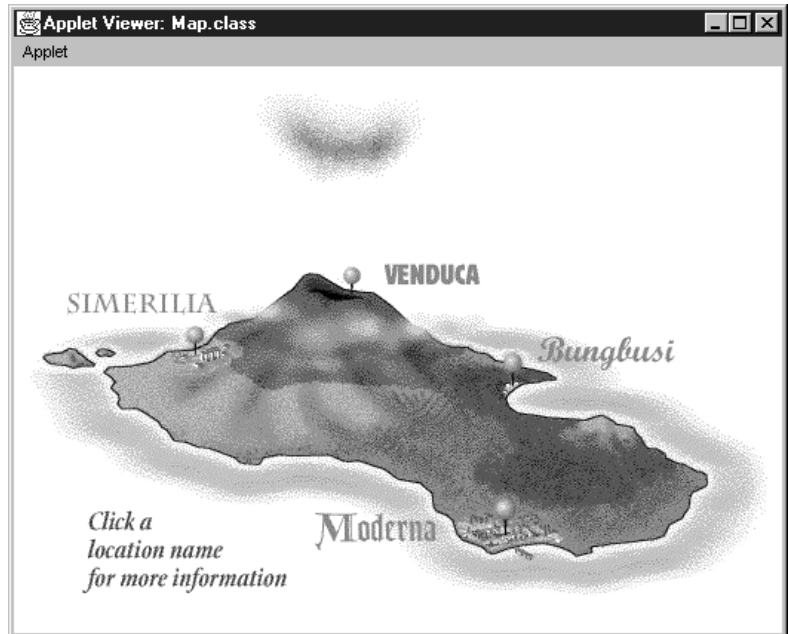 Applet Viewer: Map.class
Applet
VENDUCA
SIMERILIA
Bungbusi
Moderna
Click a
location name
for more information